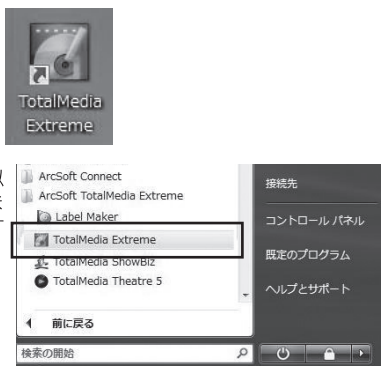 TotalMedia
Extreme
ArcSoft Connect
ArcSoft TotalMedia Extreme
Label Maker
TotalMedia Extreme
TotalMedia ShowBiz
TotalMedia Theatre 5
前に戻る
検索の開始
接続先
コントロール パネル
既定のプログラム
ヘルプとサポート